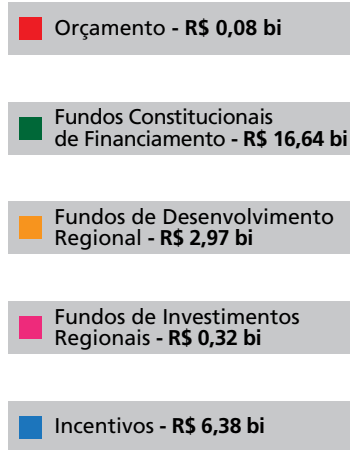 Orçamento - R$ 0,08 bi
Fundos Constitucionais
de Financiamento - R$ 16,64 bi
Fundos de Desenvolvimento
Regional - R$ 2,97 bi
Fundos de Investimentos
Regionais - R$ 0,32 bi
Incentivos - R$ 6,38 bi